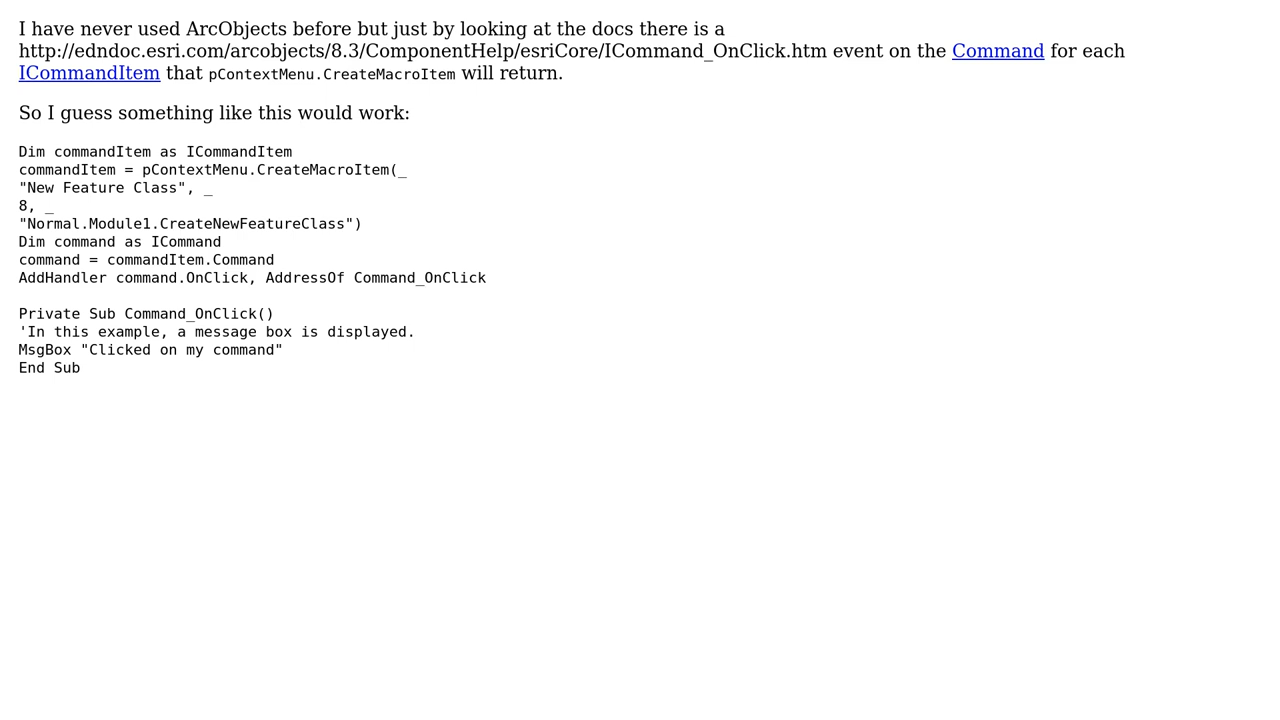 I have never used ArcObjects before but just by looking at the docs there is a
http://edndoc.esri.com/arcobjects/8.3/ComponentHelp/esriCore/ICommand_OnClick.htm event on the Command for each
ICommandItem that pContextMenu.CreateMacroItem will return.
So I guess something like this would work:
Dim commandItem as ICommandItem
commandItem = pContextMenu.CreateMacroItem(_
"New Feature Class", _
8, _
"Normal.Module1.CreateNewFeatureClass")
Dim command as ICommand
command = commandItem.Command
AddHandler command.OnClick, AddressOf Command_OnClick
Private Sub Command_OnClick()
'In this example, a message box is displayed.
MsgBox "Clicked on my command"
End Sub